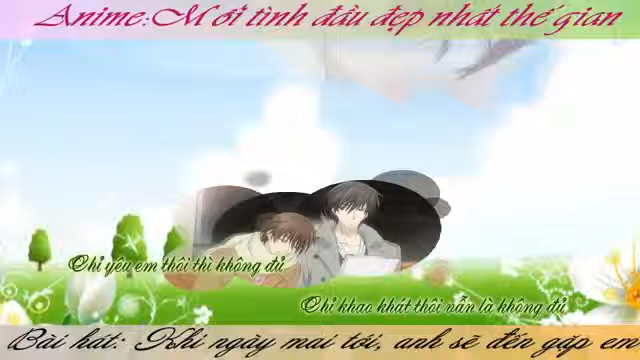 Anime:Mối tình đầu đẹp nhất thế gian
Chỉ yêu em thôi thì không đủ
Chỉ khao khát thôi vẫn là không đủ
Bài hát: Khi ngày mai tới, anh sẽ đến gặp em